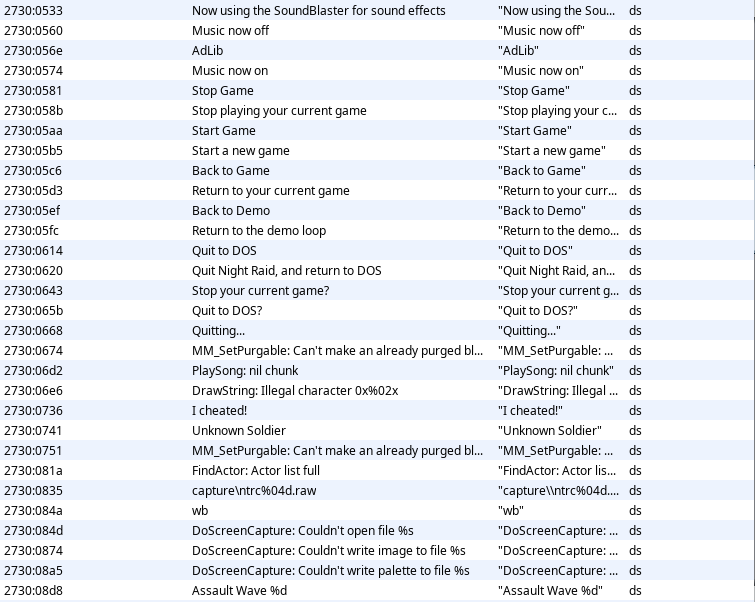 2730:0533 Now using the SoundBlaster for sound effects "Now using the Sou... ds
2730:0560 Music now off "Music now off" ds
2730:056e AdLib "AdLib" ds
2730:0574 Music now on "Music now on" ds
2730:0581 Stop Game "Stop Game" ds
2730:058b Stop playing your current game "Stop playing your c... ds
2730:05aa Start Game "Start Game" ds
2730:05b5 Start a new game "Start a new game" ds
2730:05c6 Back to Game "Back to Game" ds
2730:05d3 Return to your current game "Return to your curr... ds
2730:05ef Back to Demo "Back to Demo" ds
2730:05fc Return to the demo loop "Return to the demo... ds
2730:0614 Quit to DOS "Quit to DOS" ds
2730:0620 Quit Night Raid, and return to DOS "Quit Night Raid, an... ds
2730:0643 Stop your current game? "Stop your current g... ds
2730:065b Quit to DOS? "Quit to DOS?" ds
2730:0668 Quitting... "Quitting..." ds
2730:0674 MM_SetPurgable: Can't make an already purged bl... "MM_SetPurgable: ... ds
2730:06d2 PlaySong: nil chunk "PlaySong: nil chunk" ds
2730:06e6 DrawString: Illegal character 0x%02x "DrawString: Illegal ... ds
2730:0736 I cheated! "I cheated!" ds
2730:0741 Unknown Soldier "Unknown Soldier" ds
2730:0751 MM_SetPurgable: Can't make an already purged bl... "MM_SetPurgable: ... ds
2730:081a FindActor: Actor list full "FindActor: Actor lis... ds
2730:0835 capture\ntrc%04d.raw "capture\\ntrc%04d.... ds
2730:084a wb "wb" ds
2730:084d DoScreenCapture: Couldn't open file %s "DoScreenCapture: ... ds
2730:0874 DoScreenCapture: Couldn't write image to file %s "DoScreenCapture: ... ds
2730:08a5 DoScreenCapture: Couldn't write palette to file %s "DoScreenCapture: ... ds
2730:08d8 Assault Wave %d "Assault Wave %d" ds